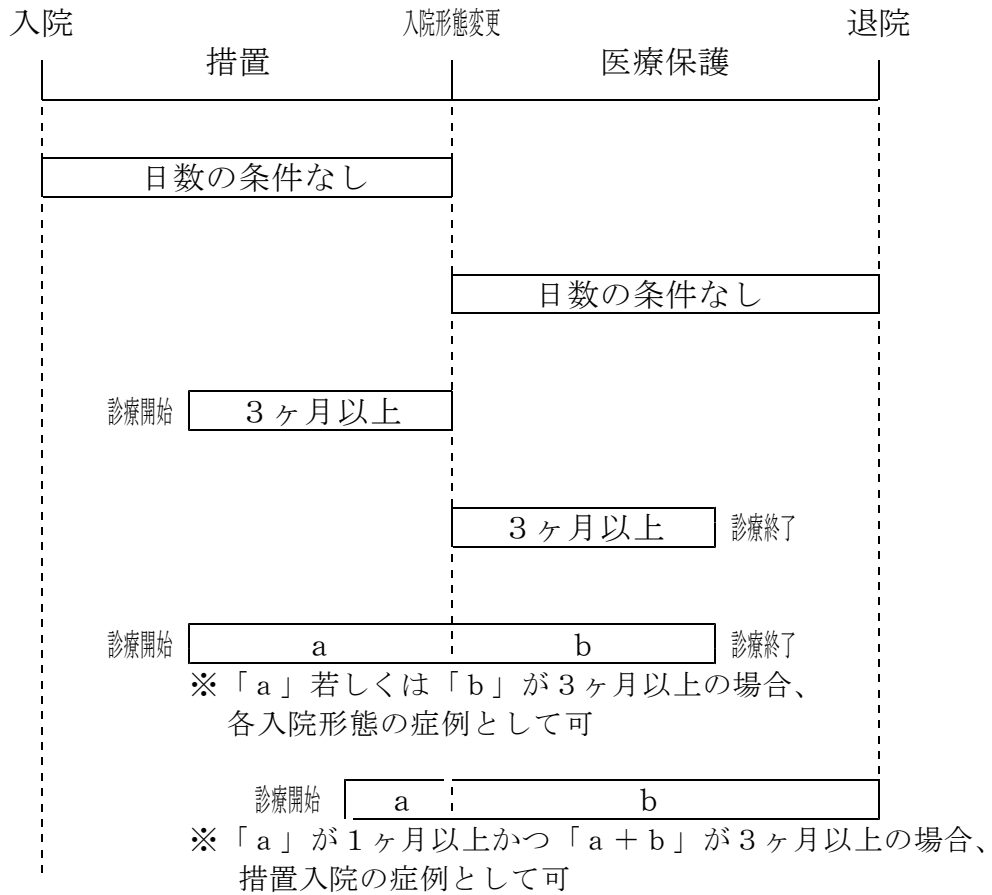 入院 入院形態変更 退院
措置 医療保護
日数の条件なし
日数の条件なし
診療開始 3ヶ月以上
3ヶ月以上 診療終了
診療開始 a b 診療終了
※「a」若しくは「b」が3ヶ月以上の場合、
各入院形態の症例として可
診療開始 a b
※「a」が1ヶ月以上かつ「a+b」が3ヶ月以上の場合、
措置入院の症例として可